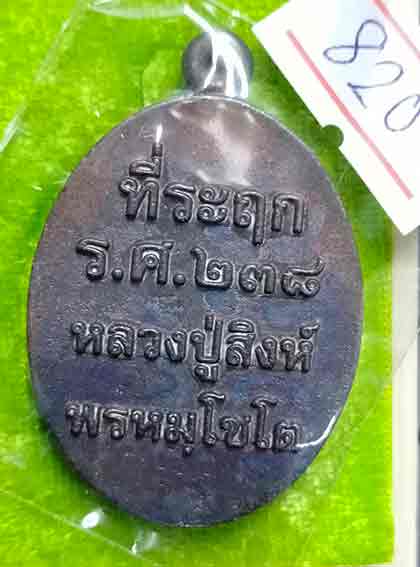 820
ที่ระฤก
ร.ศ.๒๓๘
หลวงปู่สิงห์
พรหมฺโชโต